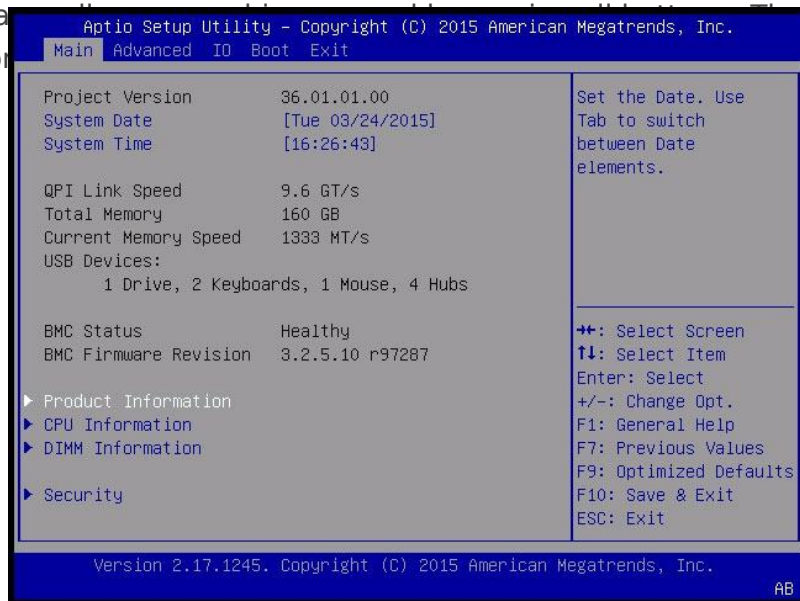 Aptio Setup Utility – Copyright (C) 2015 American Megatrends, Inc.
Main Advanced IO Boot Exit
Project Version 36.01.01.00
System Date [Tue 03/24/2015]
System Time [16:26:43]
QPI Link Speed 9.6 GT/s
Total Memory 160 GB
Current Memory Speed 1333 MT/s
USB Devices:
1 Drive, 2 Keyboards, 1 Mouse, 4 Hubs
BMC Status Healthy
BMC Firmware Revision 3.2.5.10 r97287
► Product Information
► CPU Information
► DIMM Information
► Security
Set the Date. Use
Tab to switch
between Date
elements.
→←: Select Screen
↑↓: Select Item
Enter: Select
+/-: Change Opt.
F1: General Help
F7: Previous Values
F9: Optimized Defaults
F10: Save & Exit
ESC: Exit
Version 2.17.1245. Copyright (C) 2015 American Megatrends, Inc.
AB